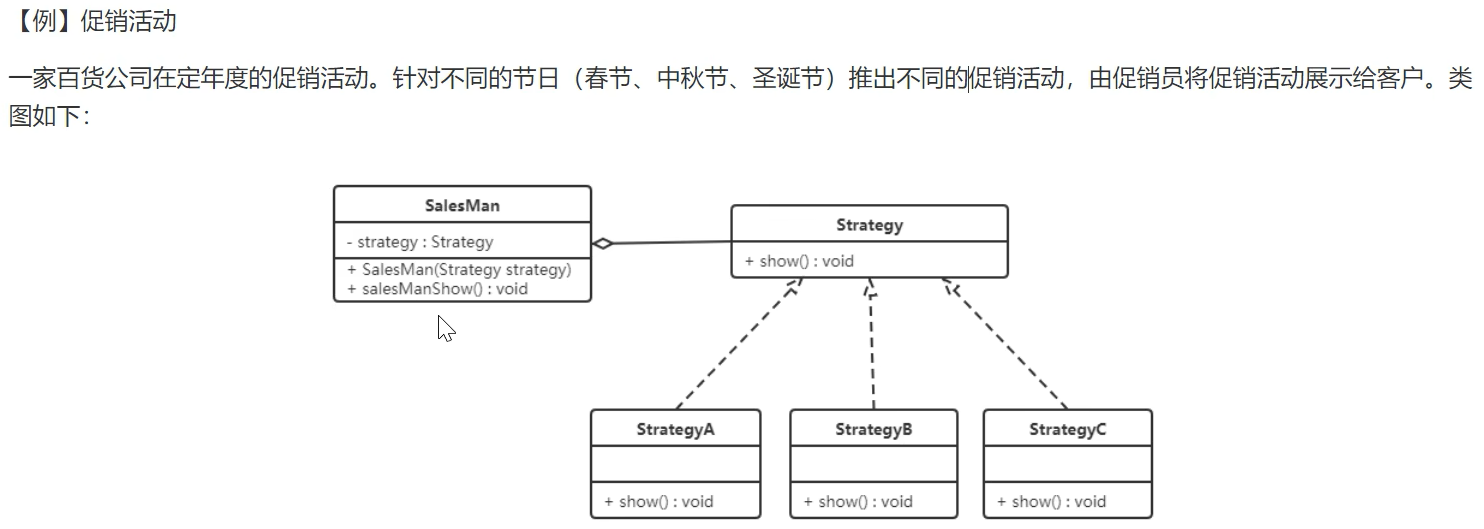 【例】促销活动
一家百货公司在定年度的促销活动。针对不同的节日（春节、中秋节、圣诞节）推出不同的促销活动，由促销员将促销活动展示给客户。类
图如下：
SalesMan
- strategy : Strategy
+ SalesMan(Strategy strategy)
+ salesManShow() : void
Strategy
+ show() : void
StrategyA
+ show() : void
StrategyB
+ show() : void
StrategyC
+ show() : void